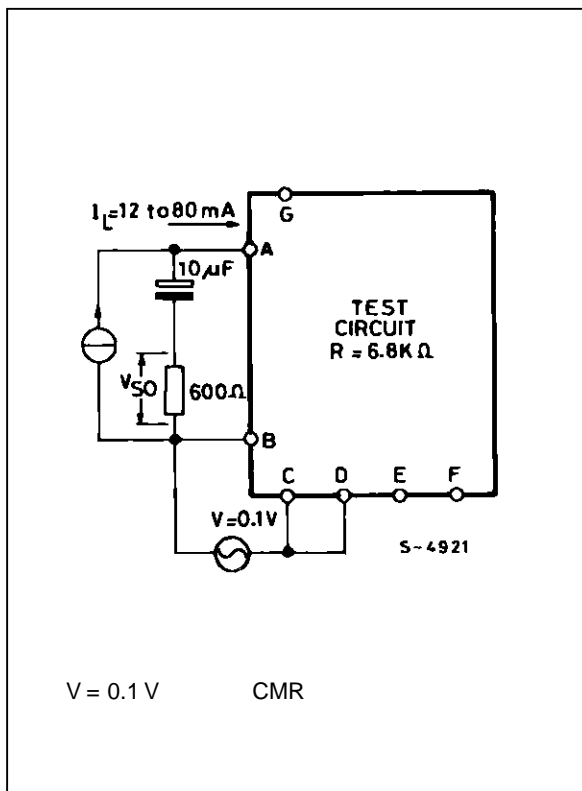 G
I_L=12 to 80 mA
A
10 µF
TEST
CIRCUIT
R = 6.8K Ω
V_SO
600Ω
B
C D E F
V=0.1V
S-4921
V = 0.1 V CMR